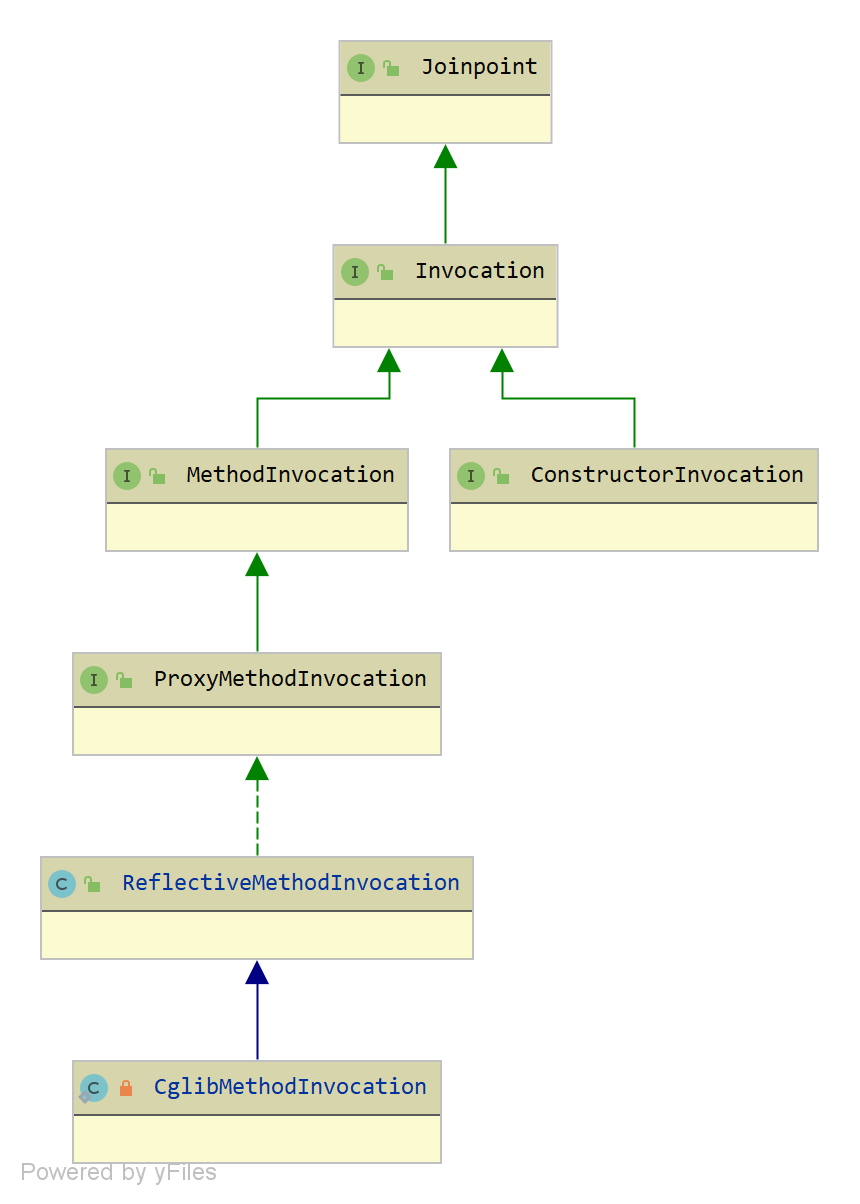 I Joinpoint
I Invocation
I MethodInvocation
I ConstructorInvocation
I ProxyMethodInvocation
C ReflectiveMethodInvocation
C CglibMethodInvocation
Powered by yFiles